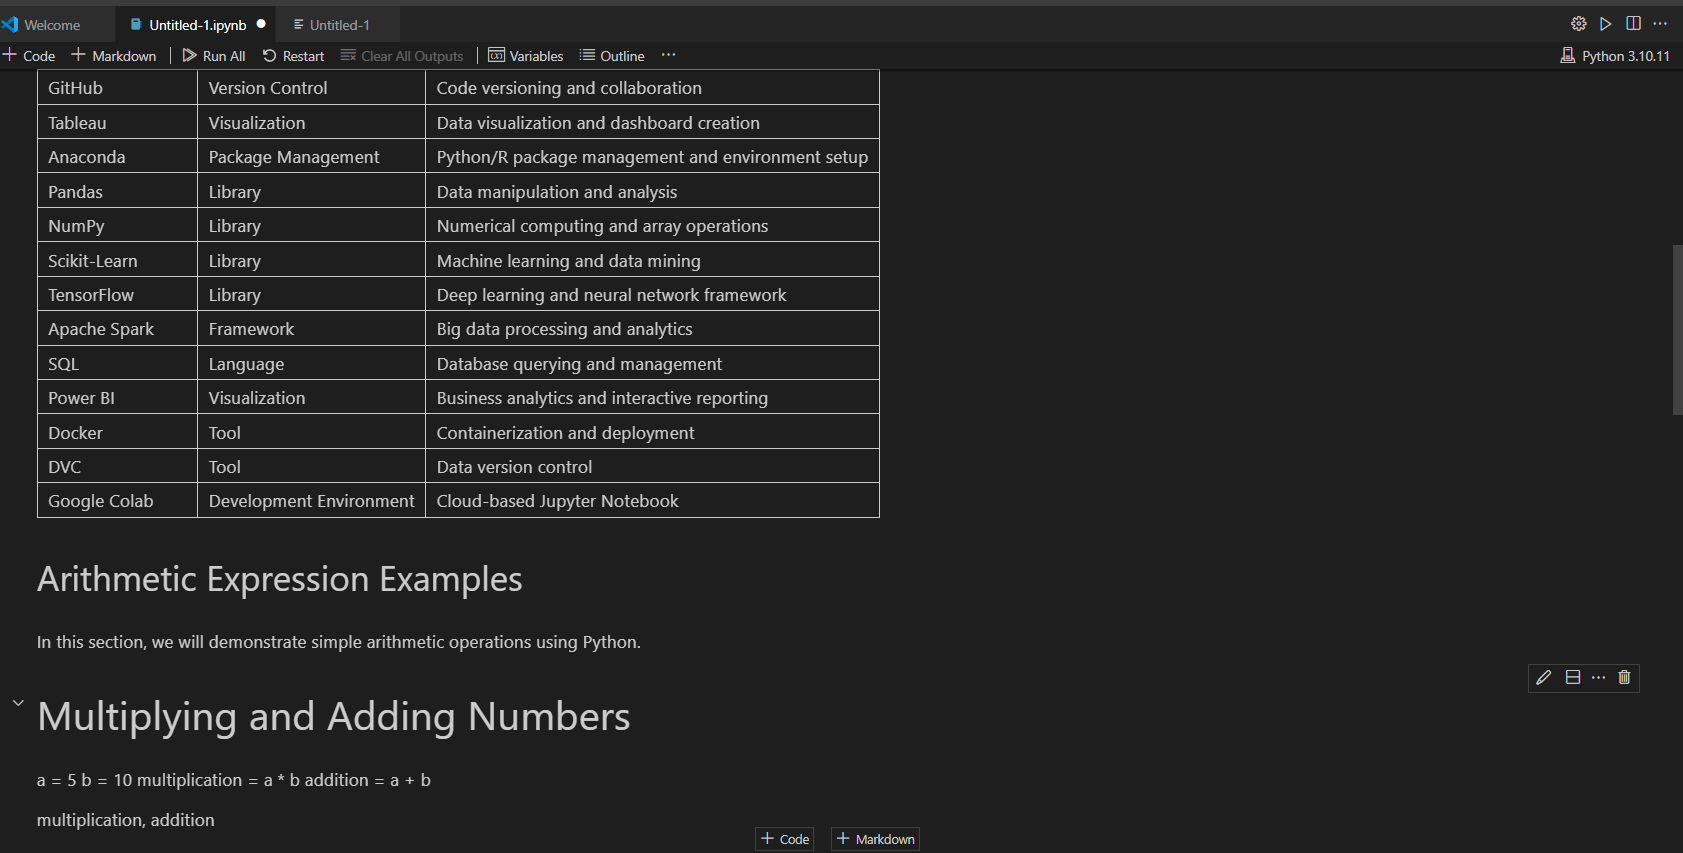 Welcome Untitled-1.ipynb Untitled-1
Code Markdown Run All Restart Clear All Outputs Variables Outline ... Python 3.10.11
GitHub Version Control Code versioning and collaboration
Tableau Visualization Data visualization and dashboard creation
Anaconda Package Management Python/R package management and environment setup
Pandas Library Data manipulation and analysis
NumPy Library Numerical computing and array operations
Scikit-Learn Library Machine learning and data mining
TensorFlow Library Deep learning and neural network framework
Apache Spark Framework Big data processing and analytics
SQL Language Database querying and management
Power BI Visualization Business analytics and interactive reporting
Docker Tool Containerization and deployment
DVC Tool Data version control
Google Colab Development Environment Cloud-based Jupyter Notebook
Arithmetic Expression Examples
In this section, we will demonstrate simple arithmetic operations using Python.
Multiplying and Adding Numbers
a = 5 b = 10 multiplication = a * b addition = a + b
multiplication, addition
+ Code + Markdown